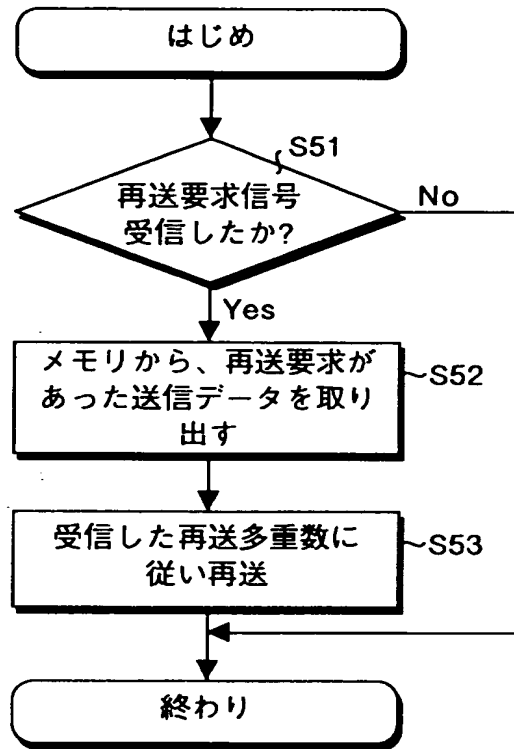 はじめ
S51
再送要求信号
受信したか?
No
Yes
メモリから、再送要求が
あった送信データを取り
出す
S52
受信した再送多重数に
従い再送
S53
終わり